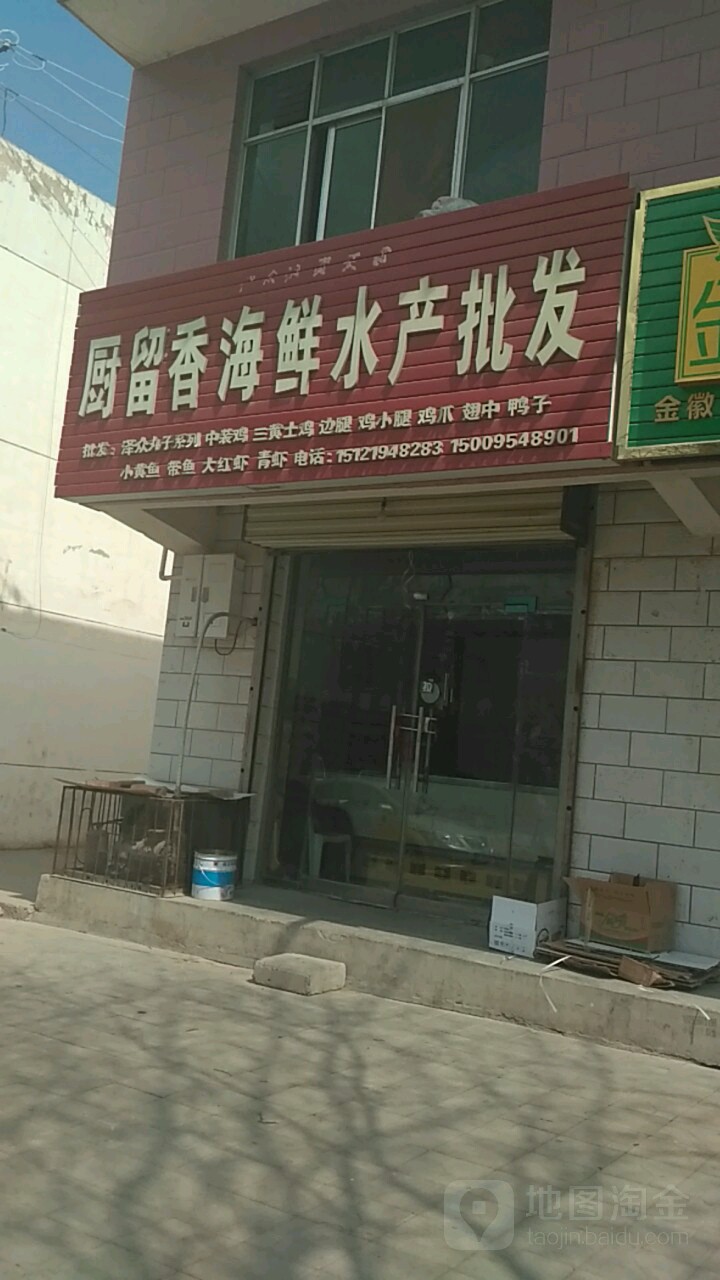 厨留香海鲜水产批发
批发：泽众丸子系列 中装鸡 三黄土鸡 边腿 鸡小腿 鸡爪 翅中 鸭子
小黄鱼 带鱼 大红虾 青虾 电话：15121948283 15009548901
金徽
地图淘金
taojin.baidu.com